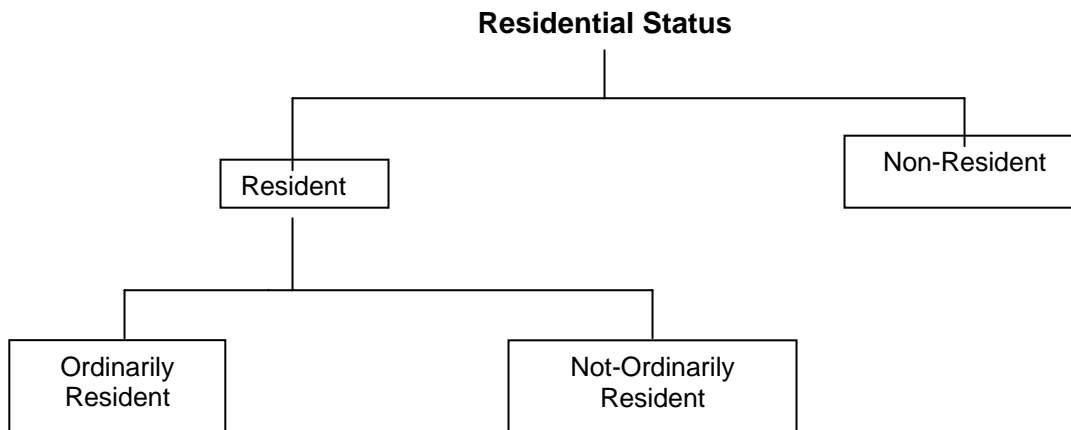 Residential Status
Resident
Non-Resident
Ordinarily
Resident
Not-Ordinarily
Resident